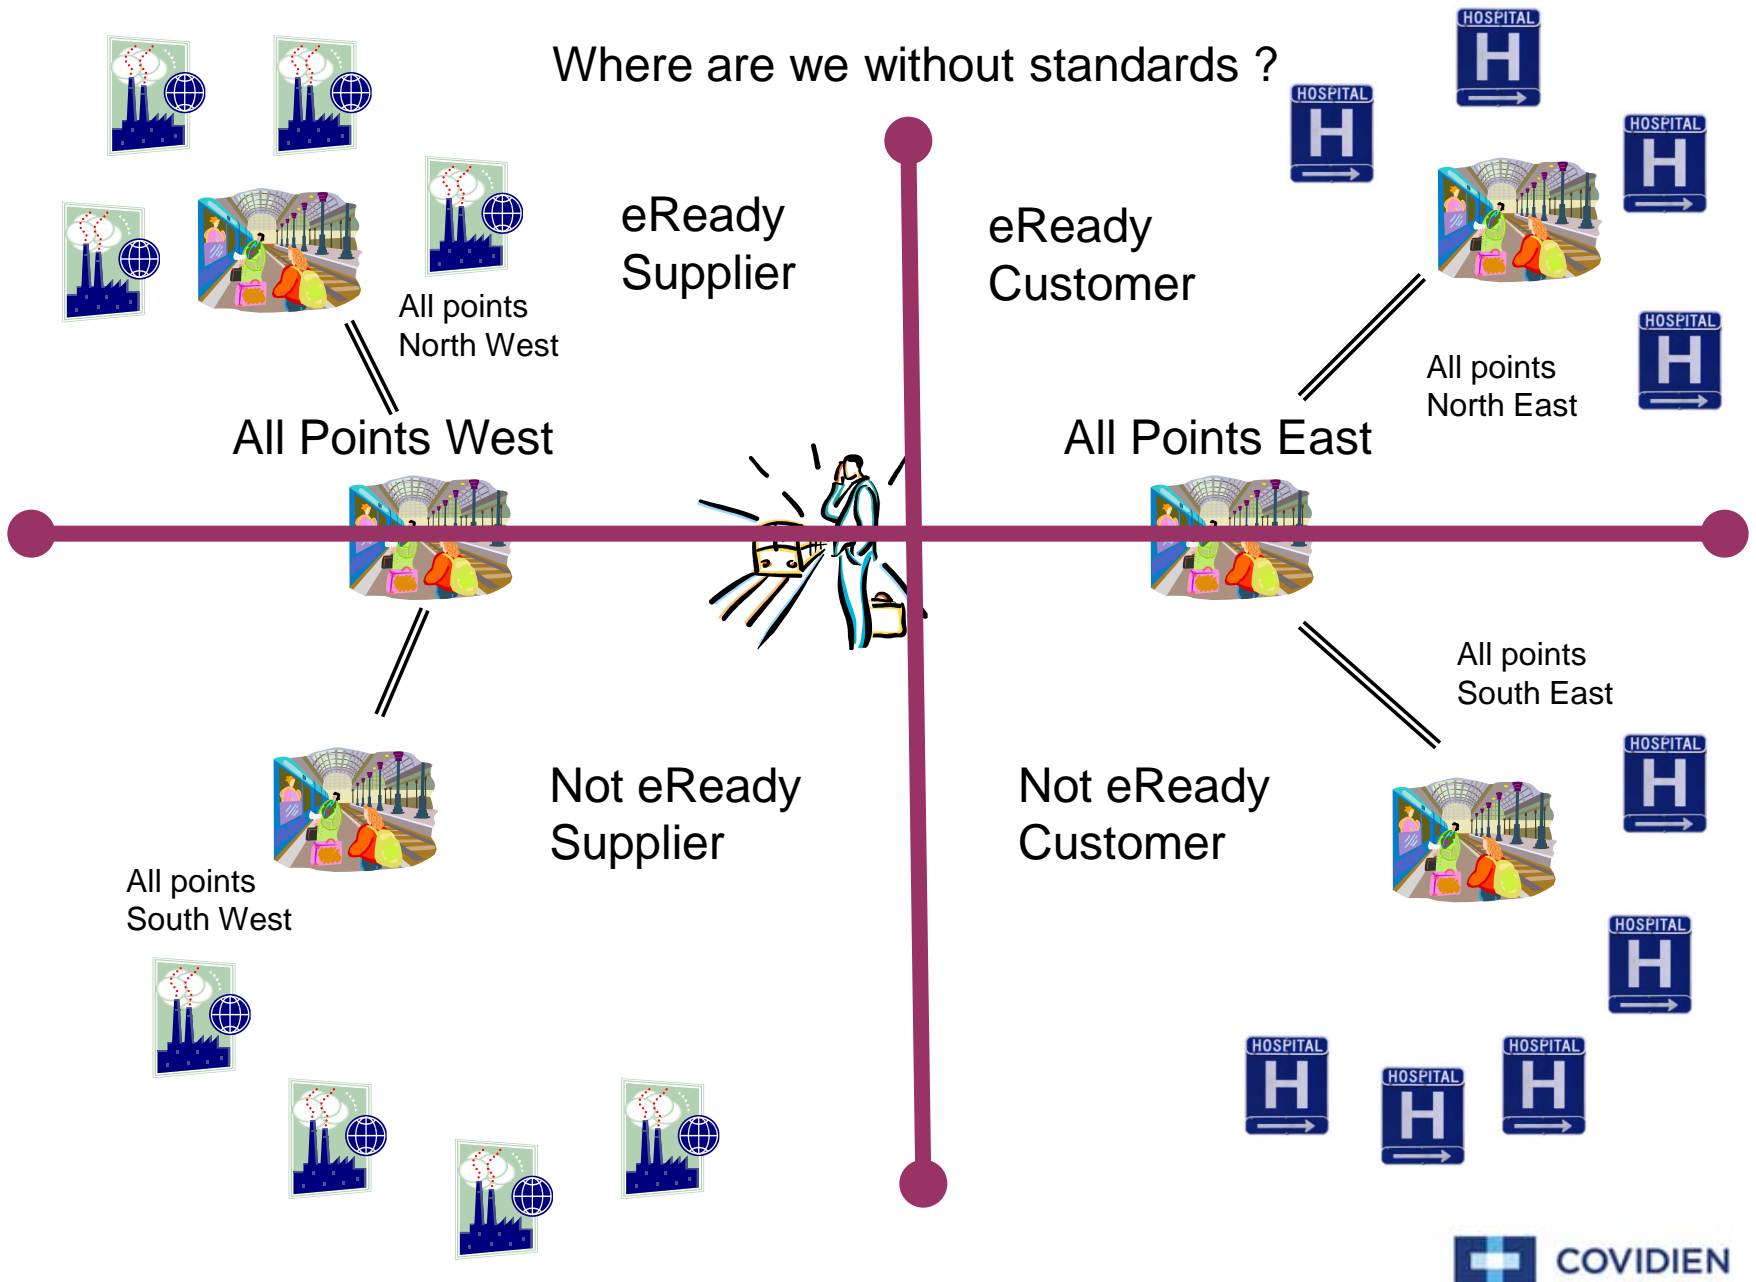 Where are we without standards ?
HOSPITAL
H
HOSPITAL
H
HOSPITAL
H
eReady
Supplier
eReady
Customer
All points
North West
HOSPITAL
H
All points
North East
All Points West
All Points East
All points
South East
HOSPITAL
H
Not eReady
Supplier
Not eReady
Customer
All points
South West
HOSPITAL
H
HOSPITAL
H
HOSPITAL
H
HOSPITAL
H
COVIDIEN